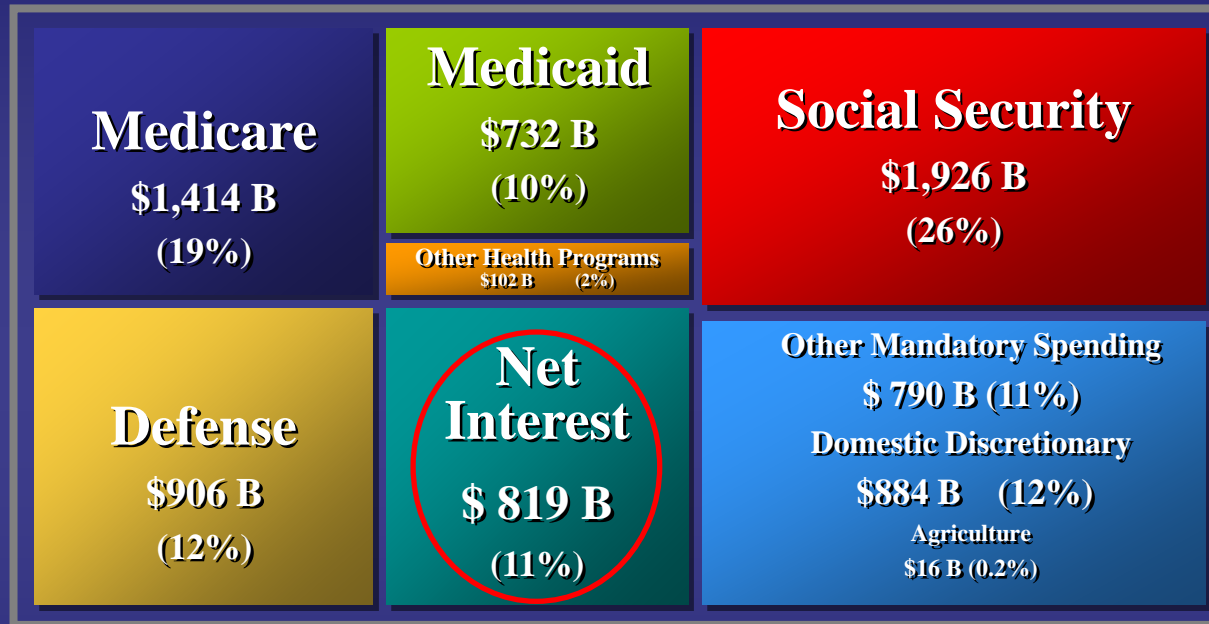 Medicare
$1,414 B
(19%)
Medicaid
$732 B
(10%)
Other Health Programs
$102 B (2%)
Social Security
$1,926 B
(26%)
Defense
$906 B
(12%)
Net
Interest
$ 819 B
(11%)
Other Mandatory Spending
$ 790 B (11%)
Domestic Discretionary
$884 B (12%)
Agriculture
$16 B (0.2%)